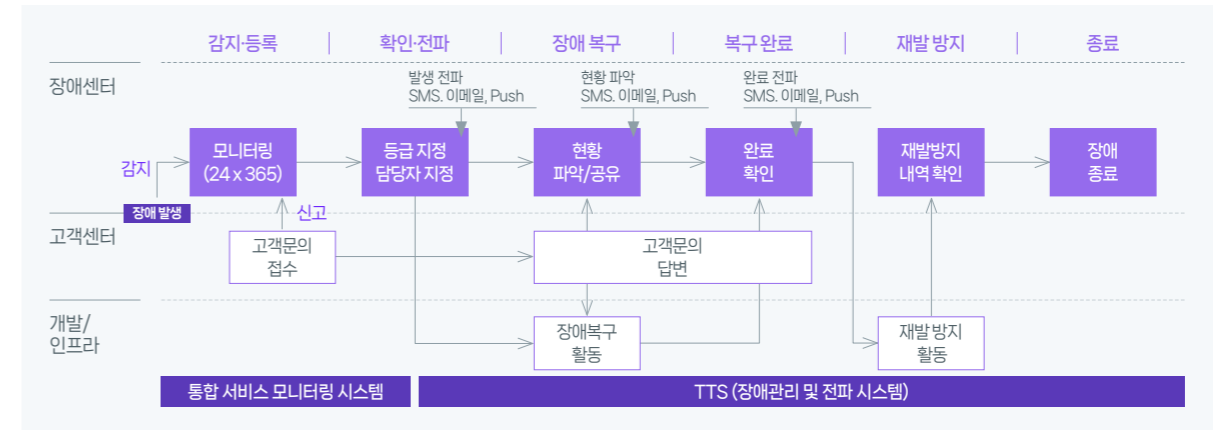 감지·등록
확인·전파
장애 복구
복구 완료
재발 방지
종료
장애센터
발생 전파
SMS. 이메일, Push
현황 파악
SMS. 이메일, Push
완료 전파
SMS. 이메일, Push
감지
모니터링
(24 x 365)
등급 지정
담당자 지정
현황
파악/공유
완료
확인
재발방지
내역 확인
장애
종료
장애 발생
신고
고객센터
고객문의
접수
고객문의
답변
개발/
인프라
장애복구
활동
재발 방지
활동
통합 서비스 모니터링 시스템
TTS (장애관리 및 전파 시스템)